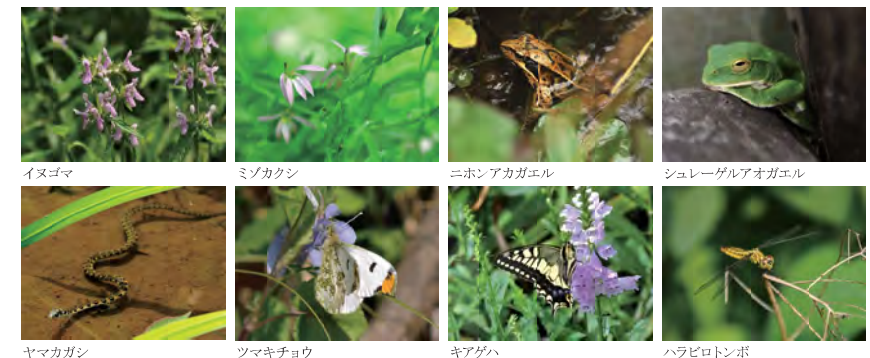 イヌゴマ
ミゾカクシ
ニホンアカガエル
シュレーゲルアオガエル
ヤマカガシ
ツマキチョウ
キアゲハ
ハラビロトンボ